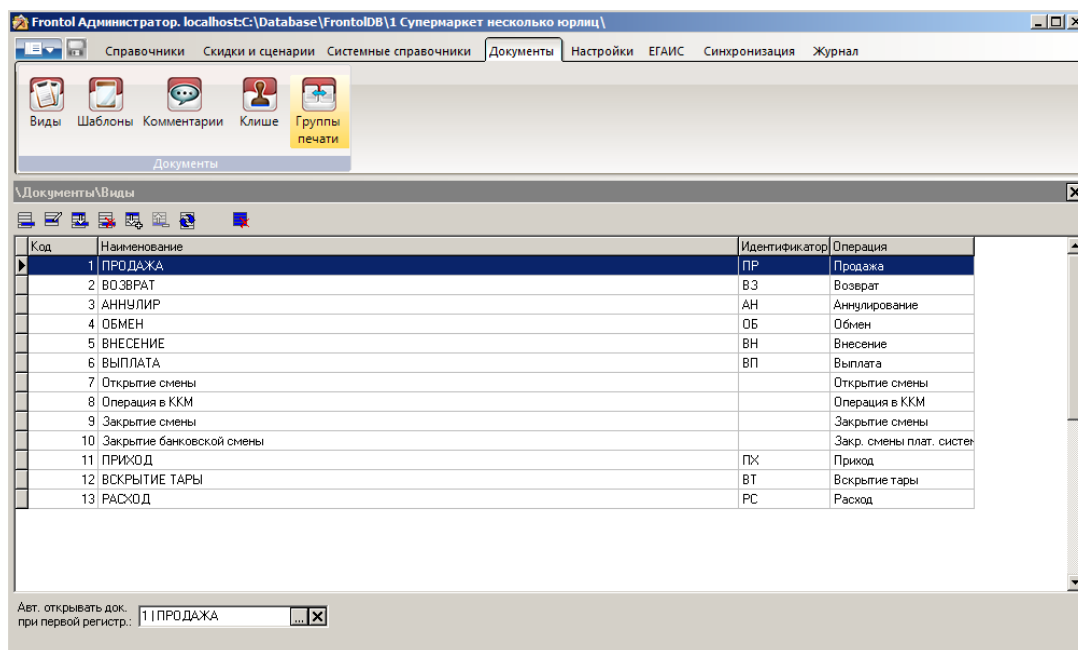 Frontol Администратор. localhost:C:\Database\FrontolDB\1 Супермаркет несколько юрлиц\
Справочники Скидки и сценарии Системные справочники Документы Настройки ЕГАИС Синхронизация Журнал
Виды Шаблоны Комментарии Клише Группы печати
Документы
\Документы\Виды
Код Наименование Идентификатор Операция
1 ПРОДАЖА ПР Продажа
2 ВОЗВРАТ ВЗ Возврат
3 АННУЛИР АН Аннулирование
4 ОБМЕН ОБ Обмен
5 ВНЕСЕНИЕ ВН Внесение
6 ВЫПЛАТА ВП Выплата
7 Открытие смены Открытие смены
8 Операция в ККМ Операция в ККМ
9 Закрытие смены Закрытие смены
10 Закрытие банковской смены Закр. смены плат. систем
11 ПРИХОД ПХ Приход
12 ВСКРЫТИЕ ТАРЫ ВТ Вскрытие тары
13 РАСХОД РС Расход
Авт. открывать док.
при первой регистр.: 1 | ПРОДАЖА ...